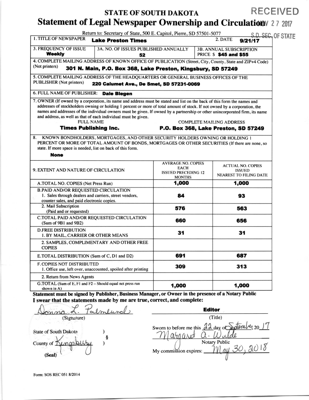 STATE OF SOUTH DAKOTA
RECEIVED
Statement of Legal Newspaper Ownership and Circulation
27 2017
S.D. SEC. OF STATE
Return to: Secretary of State, 500 E. Capitol, Pierre, SD 57501-5077
1. TITLE OF NEWSPAPER
Lake Preston Times
2. DATE
9/21/17
3. FREQUENCY OF ISSUE
Weekly
3A. NO. OF ISSUES PUBLISHED ANNUALLY
52
3B. ANNUAL SUBSCRIPTION
PRICE $ $45 and $55
4. COMPLETE MAILING ADDRESS OF KNOWN OFFICE OF PUBLICATION (Street, City, County, State and ZIP+4 Code)
(Not printers) 301 N. Main, P.O. Box 368, Lake Preston, Kingsbury, SD 57249
5. COMPLETE MAILING ADDRESS OF THE HEADQUARTERS OR GENERAL BUSINESS OFFICES OF THE
PUBLISHER (Not printers) 220 Calumet Ave., De Smet, SD 57231-0069
6. FULL NAME OF PUBLISHER: Dale Blegen
7. OWNER (If owned by a corporation, its name and address must be stated and list on the back of this form the names and
addresses of stockholders owning or holding 1 percent or more of total amount of stock. If not owned by a corporation, the
names and addresses of the individual owners must be given. If owned by a partnership or other unincorporated firm, its name
and address, as well as that of each individual must be given.
FULL NAME
COMPLETE MAILING ADDRESS
Times Publishing Inc.
P.O. Box 368, Lake Preston, SD 57249
8. KNOWN BONDHOLDERS, MORTGAGES, AND OTHER SECURITY HOLDERS OWNING OR HOLDING 1
PERCENT OR MORE OF TOTAL AMOUNT OF BONDS, MORTGAGES OR OTHER SECURITIES (If there are none, so
state. If more space is needed, list on back of this form.
None
9. EXTENT AND NATURE OF CIRCULATION:
AVERAGE NO. COPIES
EACH
ISSUED PRECEDING 12
MONTHS
ACTUAL NO. COPIES
ISSUED
NEAREST TO FILING DATE
A.TOTAL NO. COPIES (Net Press Run)
1,000
1,000
B.PAID AND/OR REQUESTED CIRCULATION
1. Sales through dealers and carriers, street vendors,
counter sales, and paid electronic copies.
84
93
2. Mail Subscription
(Paid and/or requested)
576
563
C.TOTAL PAID AND/OR REQUESTED CIRCULATION
(Sum of 9B1 and 9B2)
660
656
D.FREE DISTRIBUTION
1. BY MAIL, CARRIER OR OTHER MEANS
31
31
2. SAMPLES, COMPLIMENTARY AND OTHER FREE
COPIES
E.TOTAL DISTRIBUTION (Sum of C, D1 and D2)
691
687
F.COPIES NOT DISTRIBUTED
1. Office use, left over, unaccounted, spoiled after printing
309
313
2. Return from News Agents
G.TOTAL (Sum of E, F1 and F2 - Should equal net press run
shown in A)
1,000
1,000
Statement must be signed by Publisher, Business Manager, or Owner in the presence of a Notary Public
I swear that the statements made by me are true, correct, and complete:
Donna L. Palmlund
Editor
(Signature)
(Title)
State of South Dakota )
Sworn to before me this 22 day of September 20 17
§
Margard A. Wilde
County of Kingsbury )
Notary Public
(Seal)
My commission expires: May 30, 2018
Form: SOS REC 051 8/2014